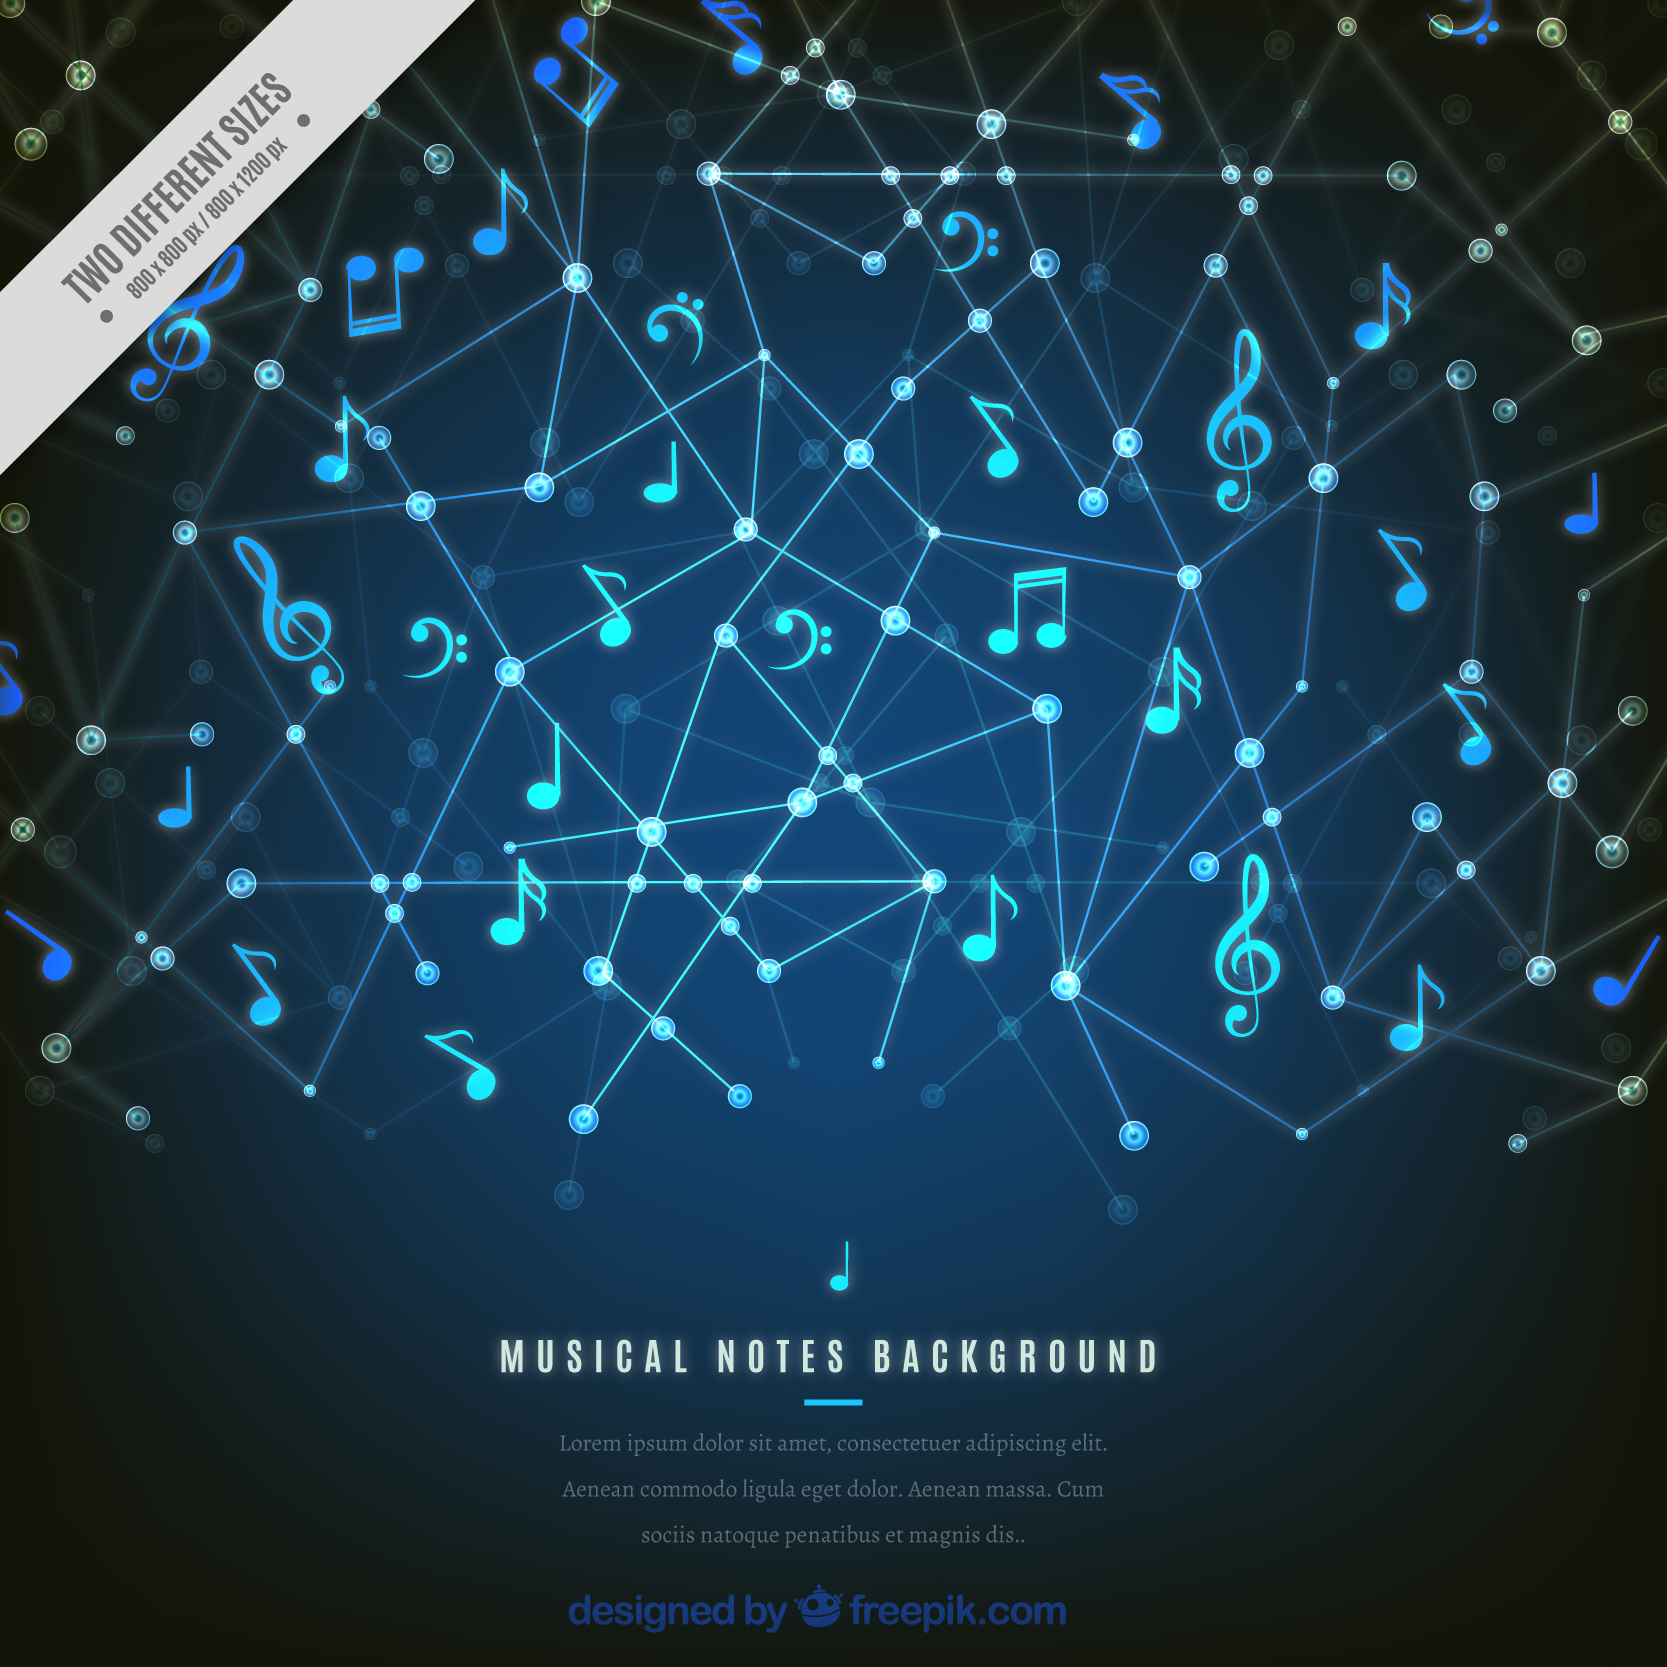 TWO DIFFERENT SIZES
• 800 x 800 px / 800 x 1200 px •
MUSICAL NOTES BACKGROUND
Lorem ipsum dolor sit amet, consectetuer adipiscing elit.
Aenean commodo ligula eget dolor. Aenean massa. Cum
sociis natoque penatibus et magnis dis..
designed by freepik.com